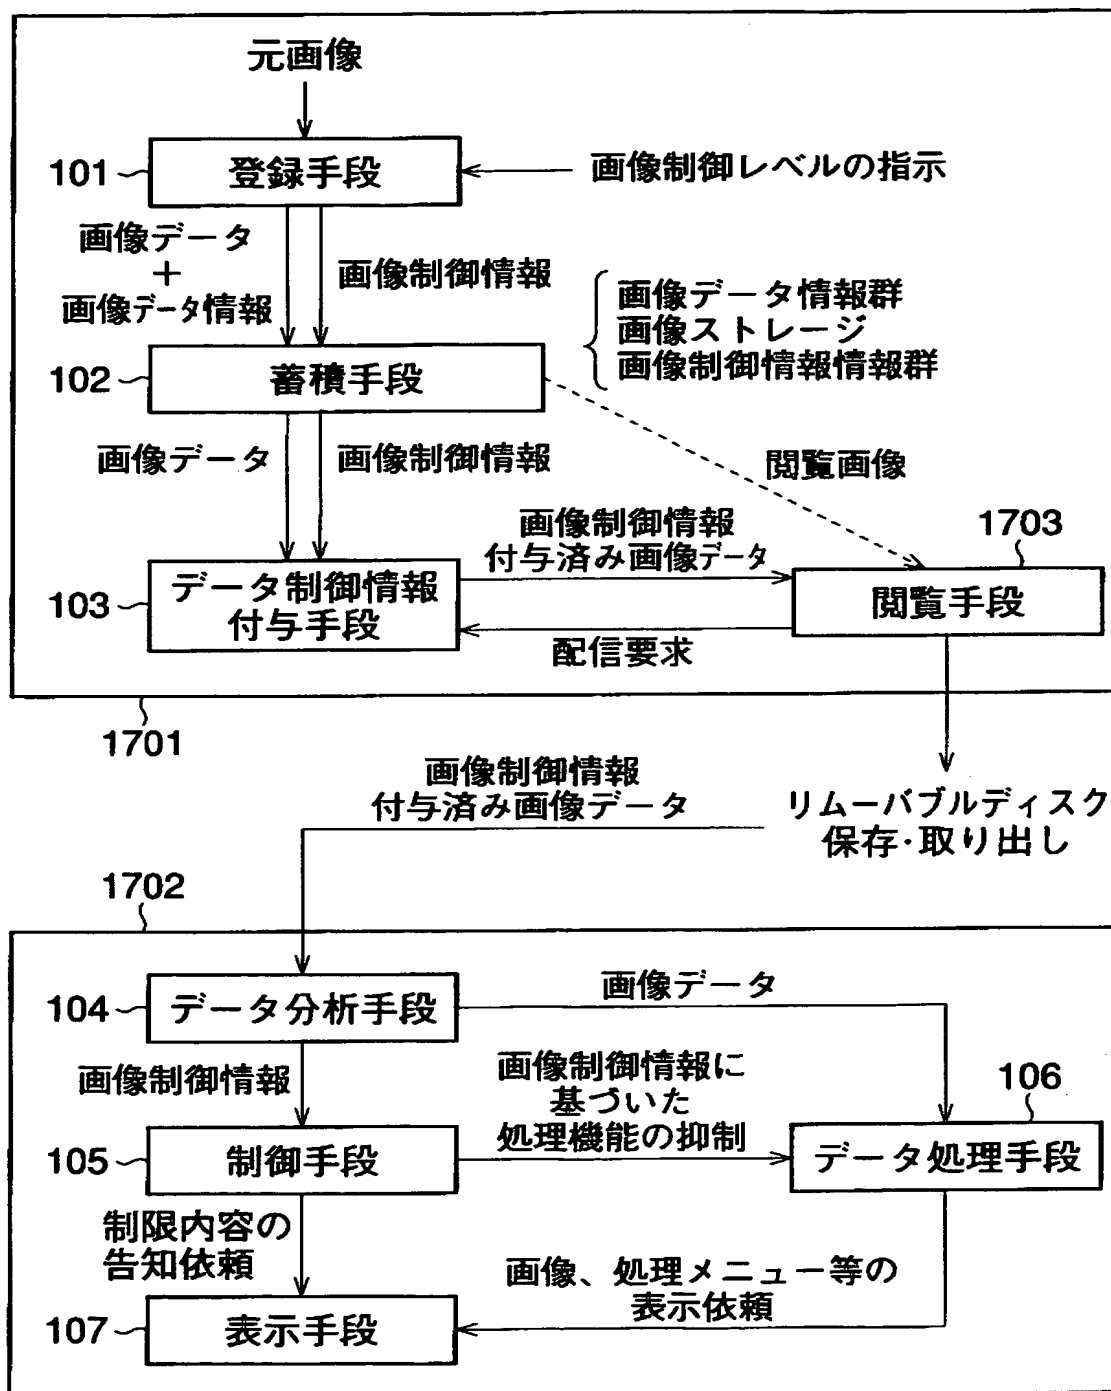 元画像
101
登録手段
画像制御レベルの指示
画像データ
+
画像データ情報
画像制御情報
画像データ情報群
画像ストレージ
画像制御情報情報群
102
蓄積手段
画像データ
画像制御情報
閲覧画像
画像制御情報
付与済み画像データ
1703
103
データ制御情報
付与手段
閲覧手段
配信要求
1701
画像制御情報
付与済み画像データ
リムーバブルディスク
保存・取り出し
1702
104
データ分析手段
画像データ
画像制御情報
画像制御情報に
基づいた
処理機能の抑制
106
105
制御手段
データ処理手段
制限内容の
告知依頼
画像、処理メニュー等の
表示依頼
107
表示手段